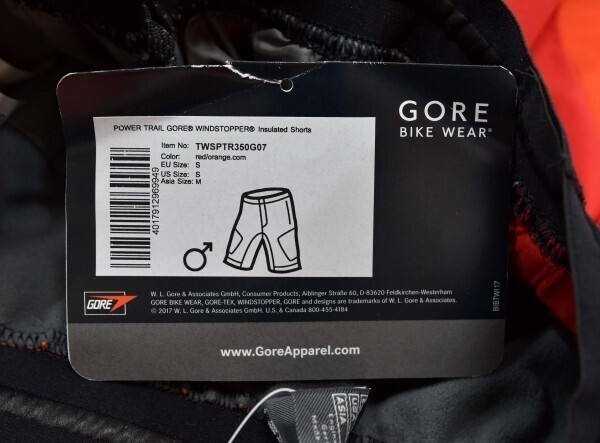 POWER TRAIL GORE® WINDSTOPPER® Insulated Shorts
Item No: TWSPTR350G07
Color: red/orange.com
EU Size: S
US Size: S
Asia Size: M
4017912969949
GORE
BIKE WEAR®
GORE
W. L. Gore & Associates GmbH, Consumer Products, Aiblinger Straße 60, D-83620 Feldkirchen-Westerham
GORE BIKE WEAR, GORE-TEX, WINDSTOPPER, GORE and designs are trademarks of W. L. Gore & Associates.
© 2017 W. L. Gore & Associates GmbH. U.S. & Canada 800-455-4184
BIBTW117
www.GoreApparel.com
ASIA